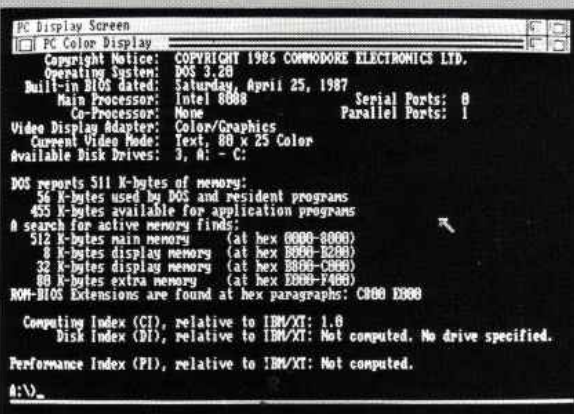 PC Display Screen
PC Color Display
Copyright Notice: COPYRIGHT 1986 COMMODORE ELECTRONICS LTD.
Operating System: DOS 3.20
Built-in BIOS dated: Saturday, April 25, 1987
Main Processor: Intel 8088 Serial Ports: 0
Co-Processor: None Parallel Ports: 1
Video Display Adapter: Color/Graphics
Current Video Mode: Text, 80 x 25 Color
Available Disk Drives: 3, A: - C:
DOS reports 511 K-bytes of memory:
56 K-bytes used by DOS and resident programs
455 K-bytes available for application programs
A search for active memory finds:
512 K-bytes main memory (at hex 0000-8000)
8 K-bytes display memory (at hex B000-B200)
32 K-bytes display memory (at hex B800-C000)
80 K-bytes extra memory (at hex E000-F400)
ROM-BIOS Extensions are found at hex paragraphs: C800 E000
Computing Index (CI), relative to IBM/XT: 1.0
Disk Index (DI), relative to IBM/XT: Not computed. No drive specified.
Performance Index (PI), relative to IBM/XT: Not computed.
A:\>_